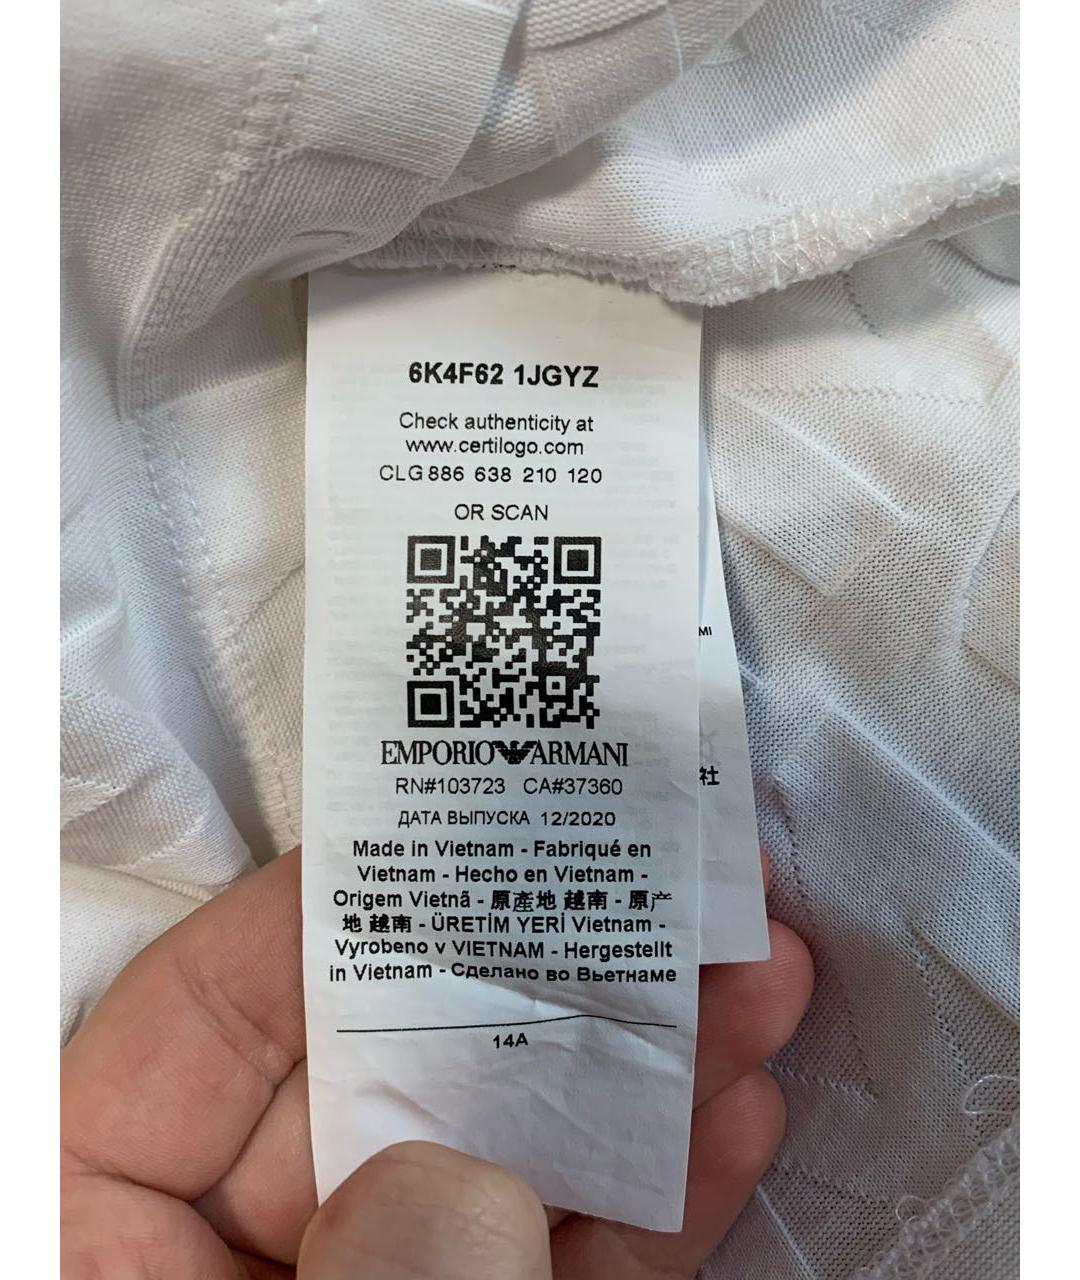 6K4F62 1JGYZ
Check authenticity at
www.certilogo.com
CLG 886 638 210 120
OR SCAN
EMPORIO ARMANI
RN#103723 CA#37360
ДАТА ВЫПУСКА 12/2020
Made in Vietnam - Fabriqué en
Vietnam - Hecho en Vietnam -
Origem Vietnã - 原產地 越南 - 原产
地 越南 - ÜRETİM YERİ Vietnam -
Vyrobeno v VIETNAM - Hergestellt
in Vietnam - Сделано во Вьетнаме
14A
MI
社